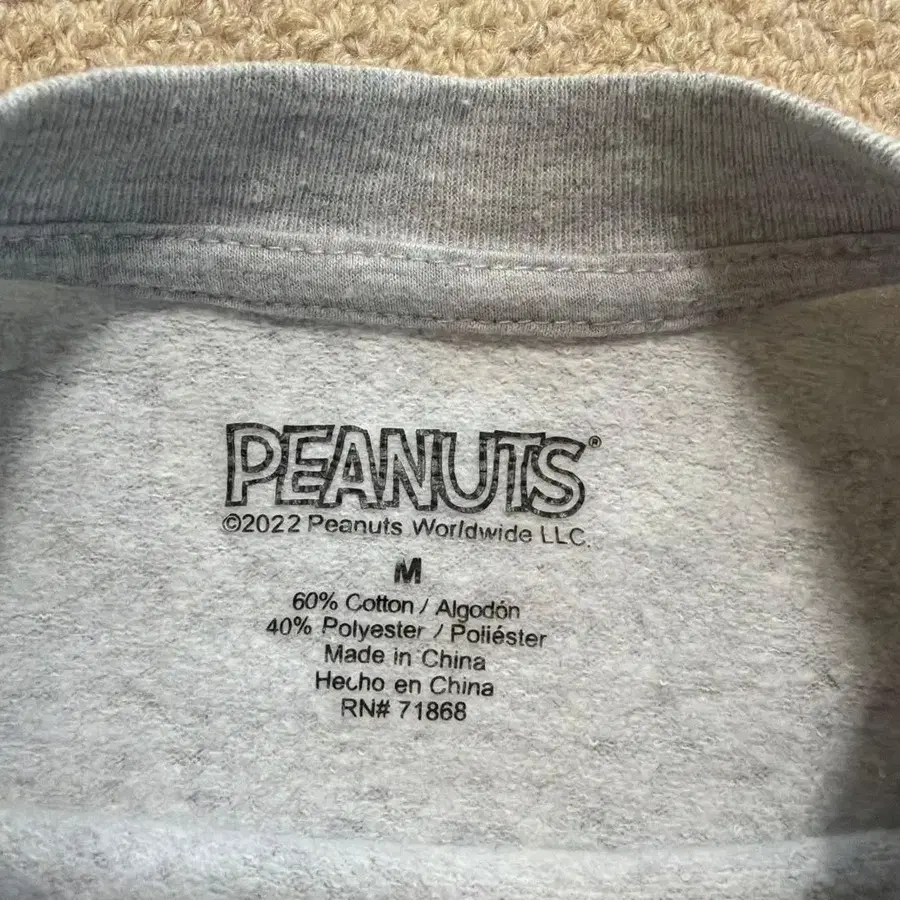 PEANUTS®
©2022 Peanuts Worldwide LLC.
M
60% Cotton / Algodón
40% Polyester / Poliéster
Made in China
Hecho en China
RN# 71868